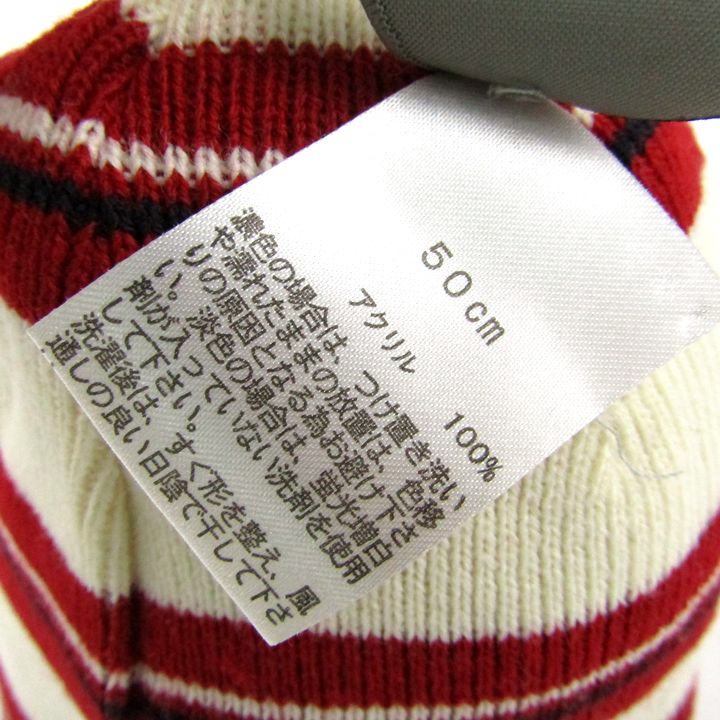 50cm
アクリル 100%
濃色の場合は、つけ置き洗い
や濡れたままの放置は、色移
りの原因となる為お避け下さ
い。淡色の場合は、蛍光増白
剤が入っていない洗剤を使用
して下さい。
洗濯後は、すぐ形を整え、風
通しの良い日陰で干して下さ